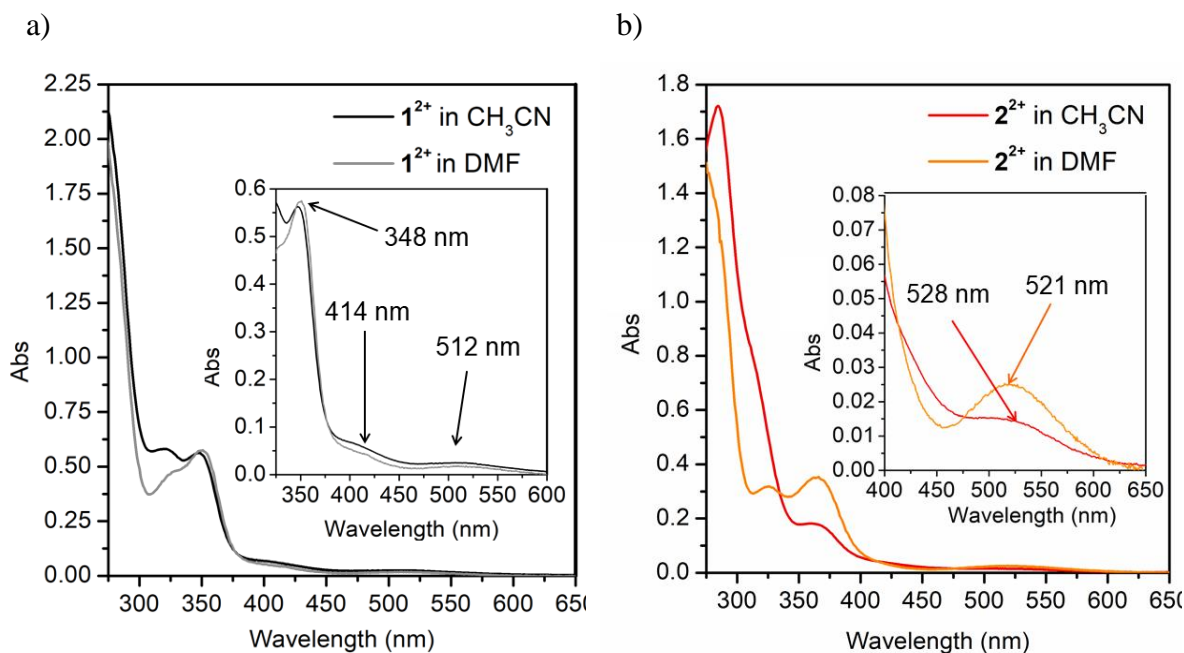 a)
2.25
2.00
1.75
1.50
1.25
1.00
0.75
0.50
0.25
0.00
Abs
300 350 400 450 500 550 600 650
Wavelength (nm)
1²⁺ in CH₃CN
1²⁺ in DMF
0.6
0.5
0.4
0.3
0.2
0.1
0.0
Abs
348 nm
414 nm
512 nm
350 400 450 500 550 600
Wavelength (nm)
b)
1.8
1.6
1.4
1.2
1.0
0.8
0.6
0.4
0.2
0.0
Abs
300 350 400 450 500 550 600 650
Wavelength (nm)
2²⁺ in CH₃CN
2²⁺ in DMF
0.08
0.07
0.06
0.05
0.04
0.03
0.02
0.01
0.00
Abs
528 nm
521 nm
400 450 500 550 600 650
Wavelength (nm)